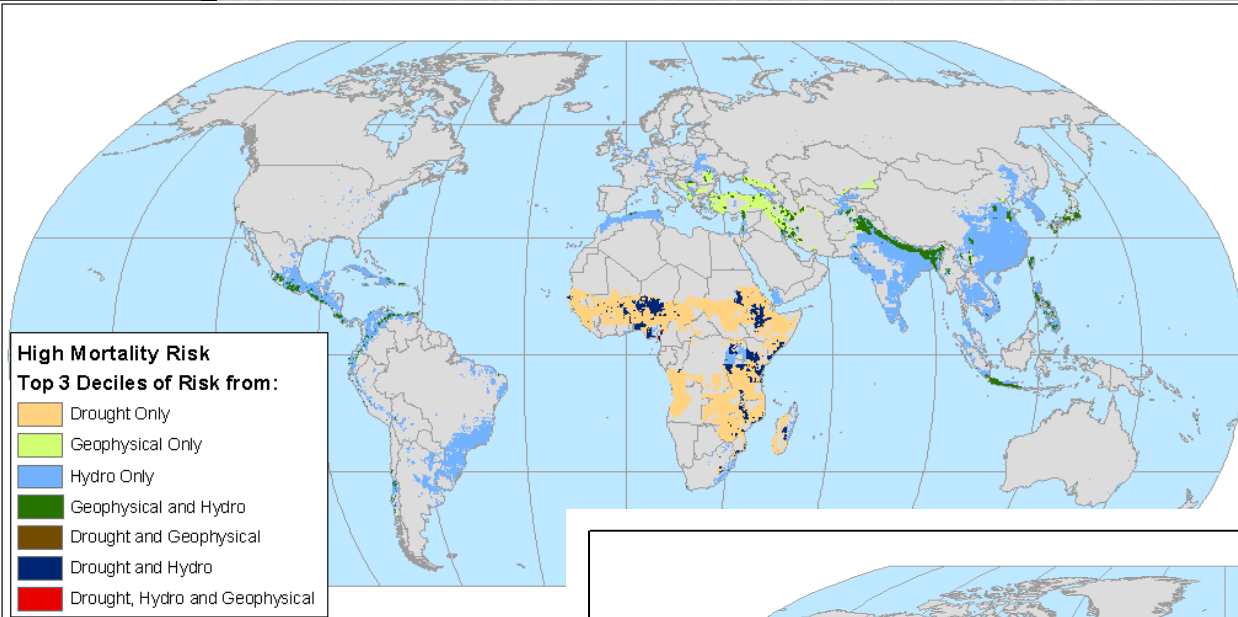 High Mortality Risk
Top 3 Deciles of Risk from:
Drought Only
Geophysical Only
Hydro Only
Geophysical and Hydro
Drought and Geophysical
Drought and Hydro
Drought, Hydro and Geophysical